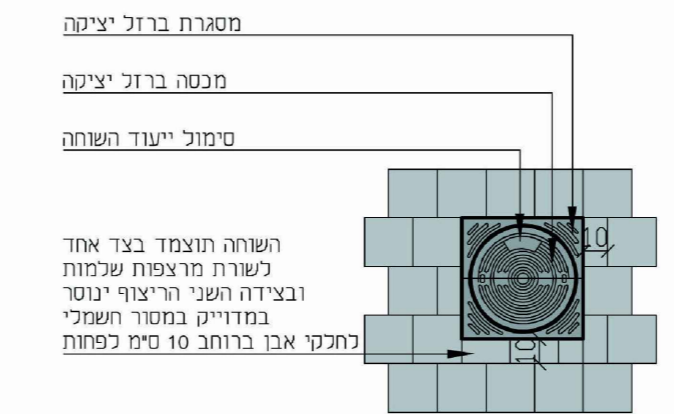 מסגרת ברזל יציקה
מכסה ברזל יציקה
סימול ייעוד השוחה
השוחה תוצמד בצד אחד
לשורת מרצפות שלמות
ובצידה השני הריצוף ינוסר
במדוייק במסור חשמלי
לחלקי אבן ברוחב 10 ס"מ לפחות
10
10